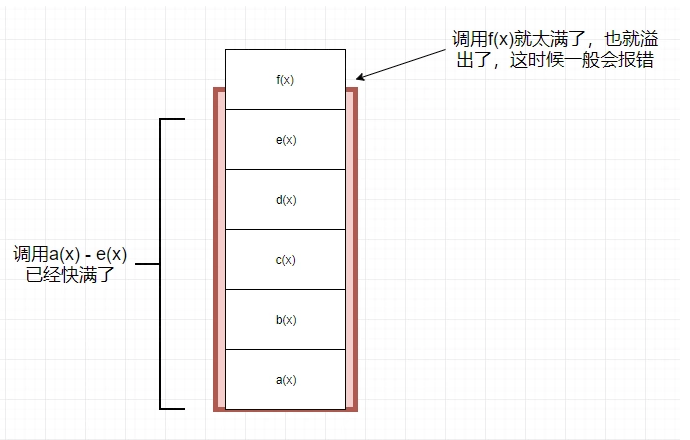 调用f(x)就太满了，也就溢
出了，这时候一般会报错
f(x)
e(x)
d(x)
调用a(x) - e(x)
已经快满了
c(x)
b(x)
a(x)